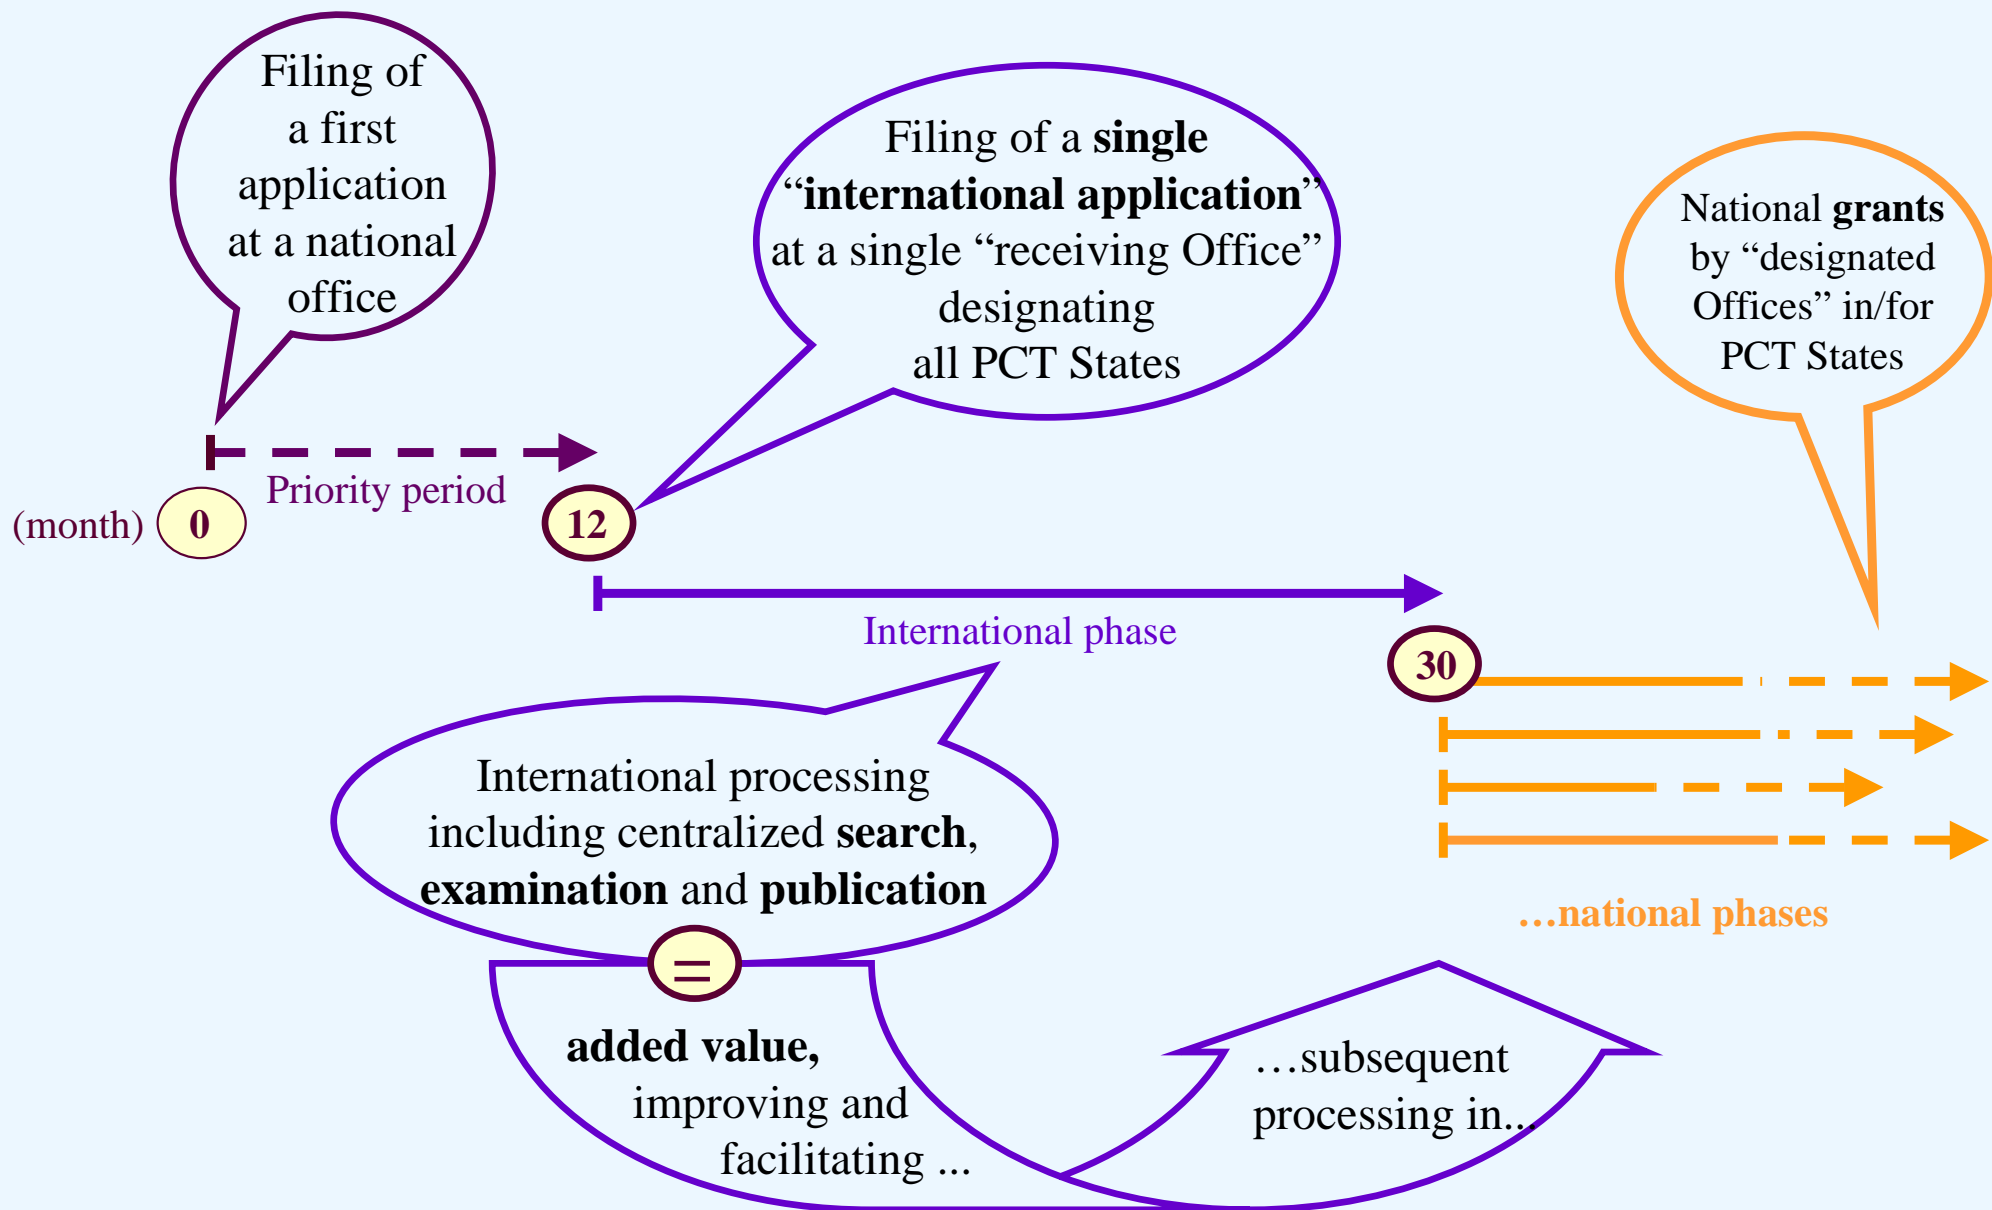 Filing of
a first
application
at a national
office
Filing of a single
“international application”
at a single “receiving Office”
designating
all PCT States
National grants
by “designated
Offices” in/for
PCT States
Priority period
(month) 0
12
International phase
30
International processing
including centralized search,
examination and publication
…national phases
=
added value,
improving and
facilitating ...
…subsequent
processing in...